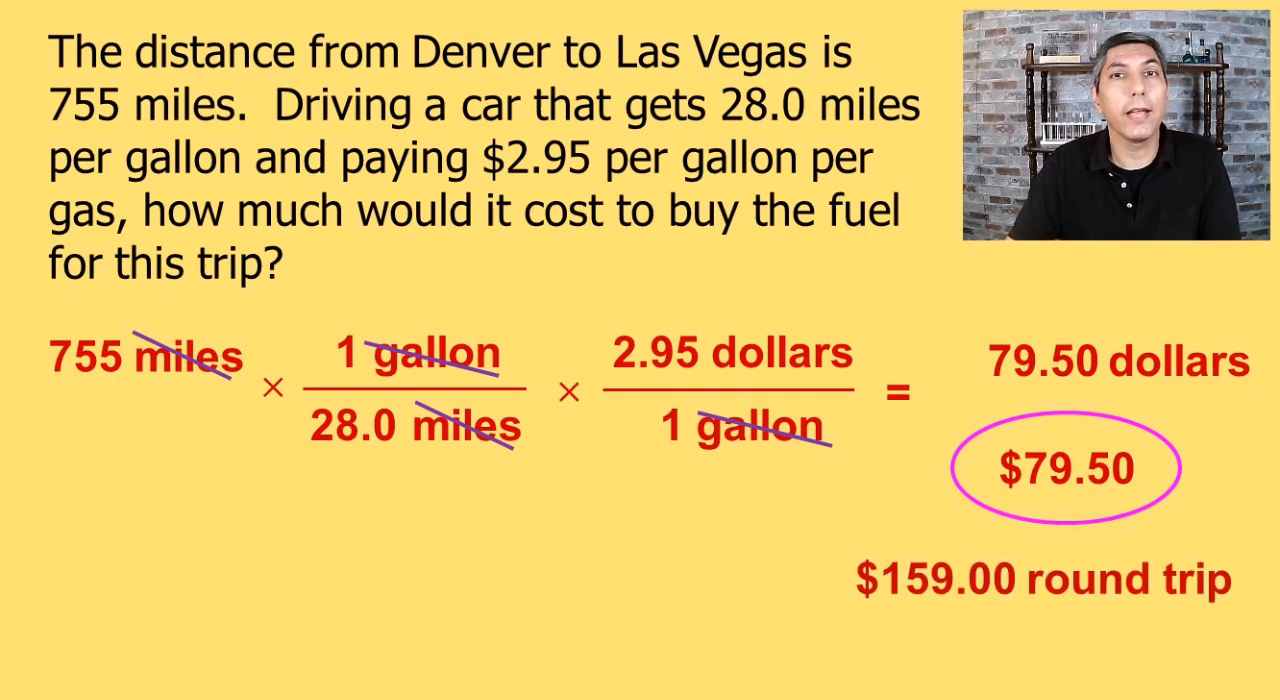 The distance from Denver to Las Vegas is
755 miles.  Driving a car that gets 28.0 miles
per gallon and paying $2.95 per gallon per
gas, how much would it cost to buy the fuel
for this trip?
755 miles × 1 gallon / 28.0 miles × 2.95 dollars / 1 gallon = 79.50 dollars
$79.50
$159.00 round trip